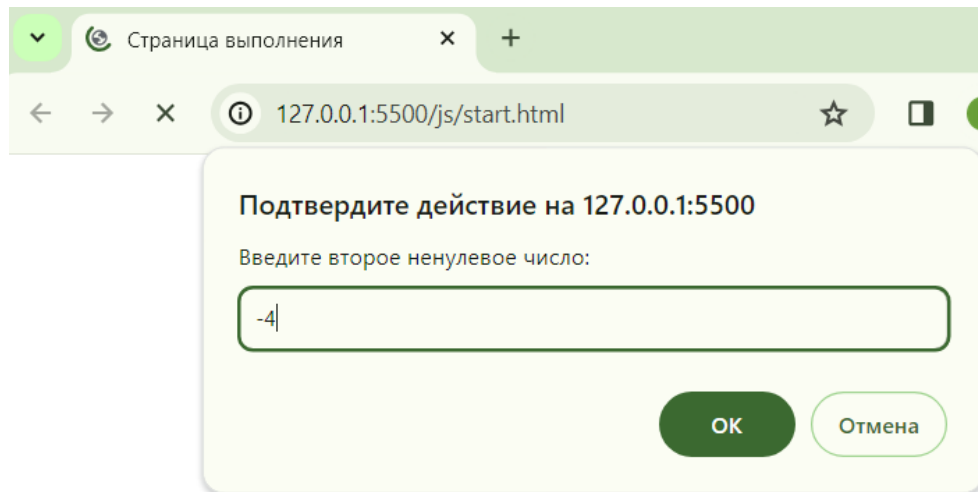 Страница выполнения
127.0.0.1:5500/js/start.html
Подтвердите действие на 127.0.0.1:5500
Введите второе ненулевое число:
-4
ОК
Отмена